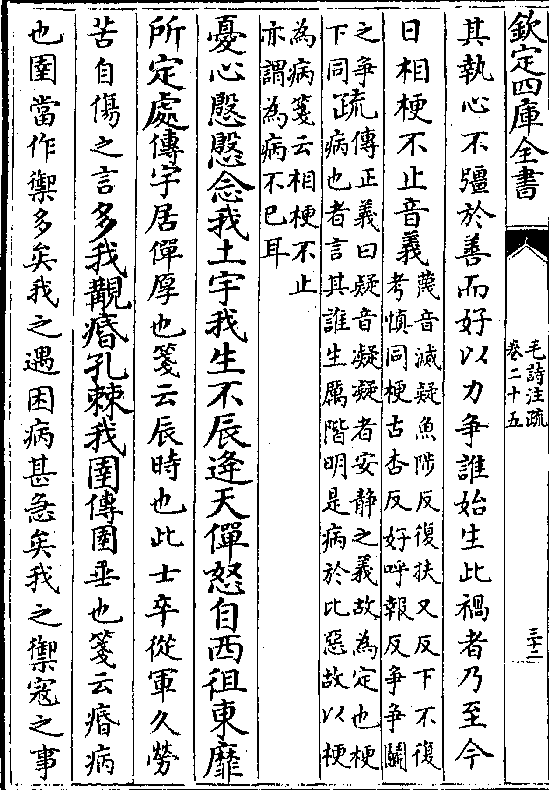 欽定四庫全書
毛詩注疏
卷二十五
三十二
其執心不彊於善而好以力爭誰始生此禍者乃至今
日相梗不止音義
蔑音滅疑魚陟反復扶又反下不復
考慎同梗古杏反好呼報反爭爭鬬
之爭
下同
疏
傳正義曰疑音凝凝者安靜之義故為定也梗
病也者言其誰生厲階明是病於此惡故以梗
為病箋云相梗不止
亦謂為病不已耳
憂心慇慇念我土宇我生不辰逢天僤怒自西徂東靡
所定處傳宇居僤厚也箋云辰時也此士卒從軍久勞
苦自傷之言多我覯痻孔棘我圉傳圉垂也箋云痻病
也圉當作禦多矣我之遇困病甚急矣我之禦寇之事